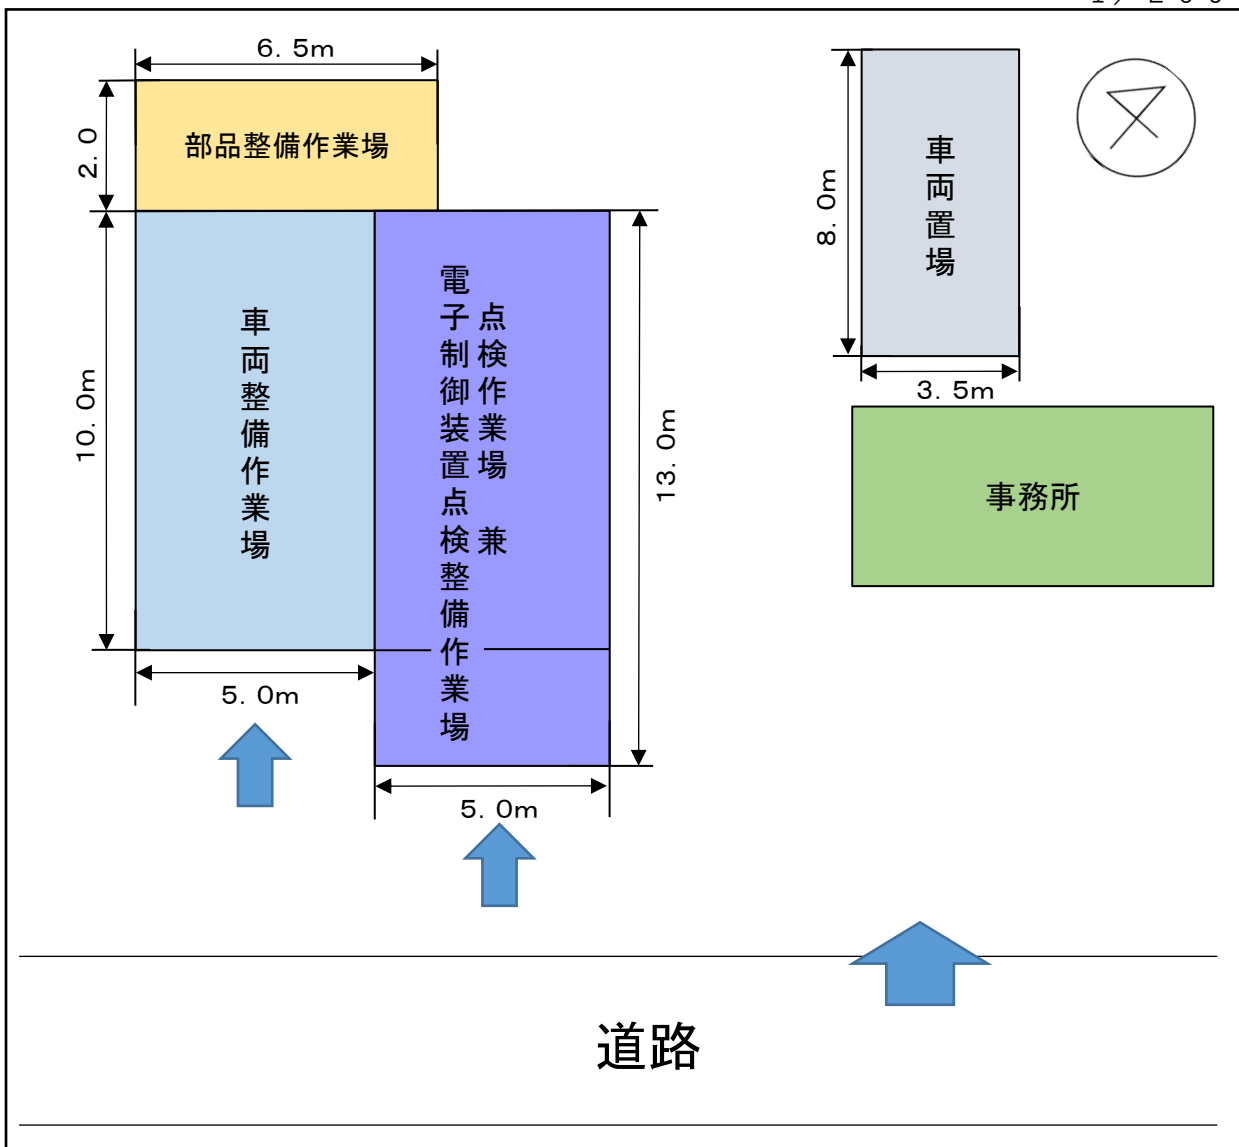 6.5m
2.0
部品整備作業場
10.0m
車両整備作業場
5.0m
点検作業場 兼
電子制御装置点検整備作業場
13.0m
5.0m
8.0m
車両置場
3.5m
事務所
道路